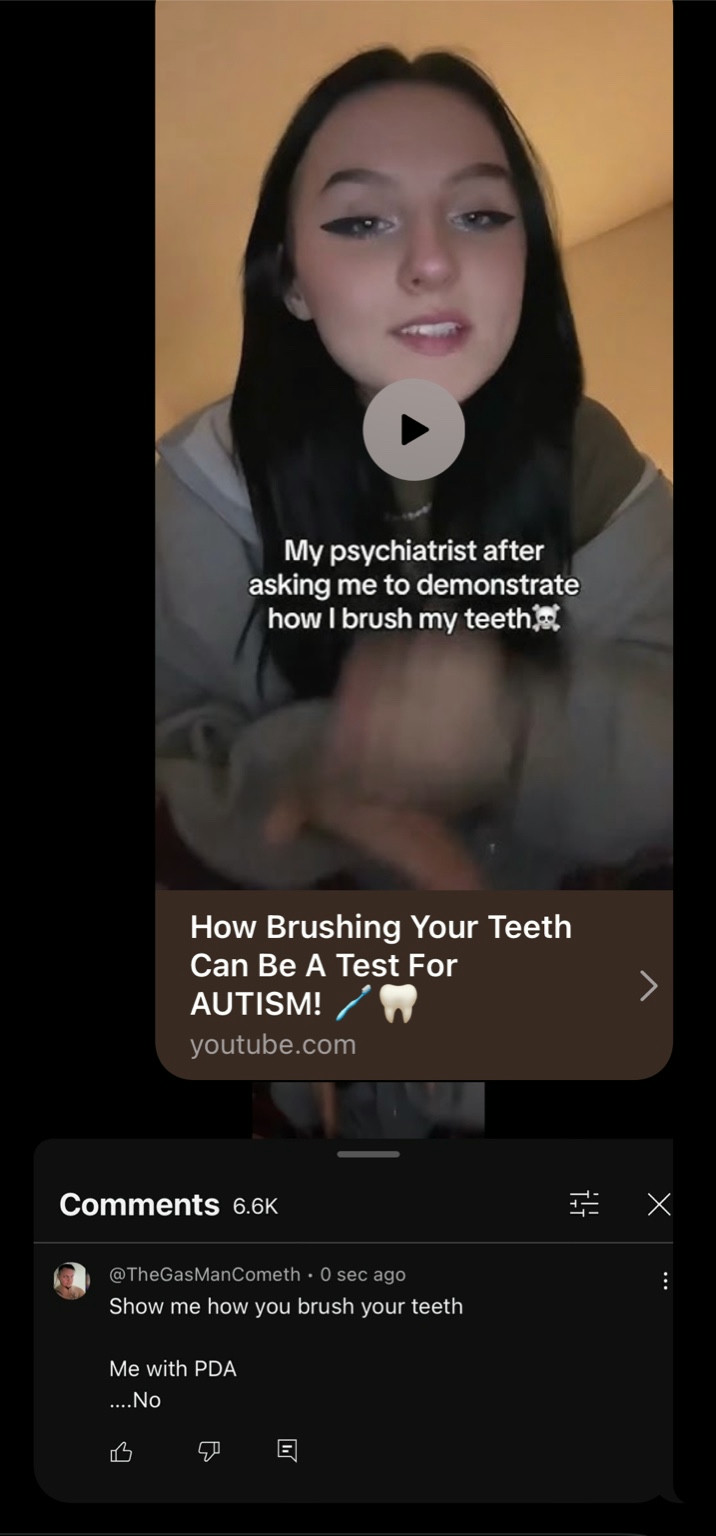 My psychiatrist after
asking me to demonstrate
how I brush my teeth☠️
How Brushing Your Teeth
Can Be A Test For
AUTISM! 🪥🦷
youtube.com
Comments 6.6K
@TheGasManCometh • 0 sec ago
Show me how you brush your teeth
Me with PDA
....No